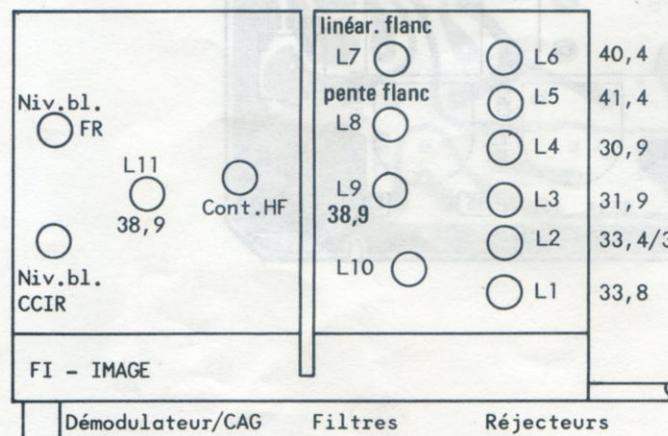 linéar. flanc
L7
L6
40,4
pente flanc
L5
41,4
Niv.bl.
FR
L8
L4
30,9
L11
38,9
Cont.HF
L9
38,9
L3
31,9
L2
33,4/3
L10
L1
33,8
Niv.bl.
CCIR
FI - IMAGE
Démodulateur/CAG
Filtres
Réjecteurs